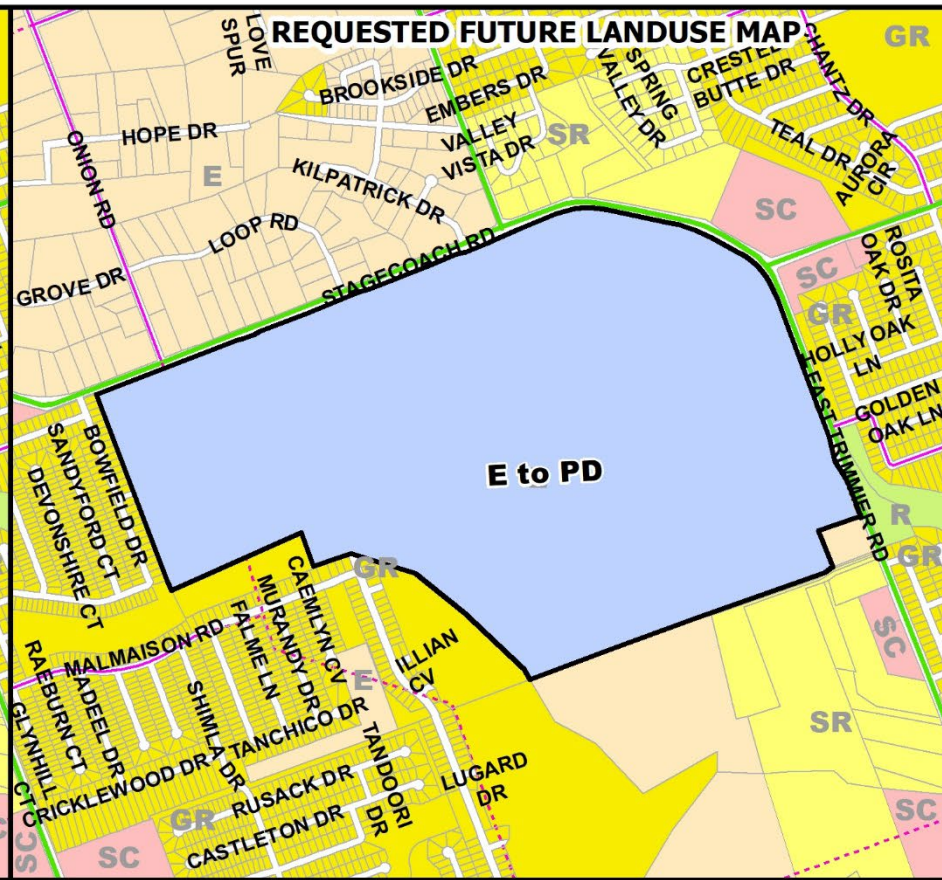 REQUESTED FUTURE LANDUSE MAP
LOVE
SPUR
BROOKSIDE DR
EMBERS DR
SPRING
VALLEY DR
BUTTE DR
CHANTZ DR
GR
ONION RD
HOPE DR
VALLEY
VISTA DR
SR
TEAL DR
AURORA
CIR
E
KILPATRICK DR
SC
LOOP RD
GROVE DR
STAGECOACH RD
SC
ROSITA
OAK DR
GR
HOLLY OAK
LN
EAST TRIMMIER RD
GOLDEN
OAK LN
BOWFIELD DR
SANDYFORD CT
DEVONSHIRE CT
E to PD
R
GR
GR
CAEMLYN CV
MURANDY DR
FALME LN
MALMAISON RD
ILLIAN
CV
E
SC
RAEBURN CT
MADEEL DR
SHIMLA DR
TANCHICO DR
TANDOORI
DR
SR
GLYNHILL
CT
CRICKLEWOOD DR
RUSACK DR
LUGARD
DR
GR
CASTLETON DR
SC
SC
SC